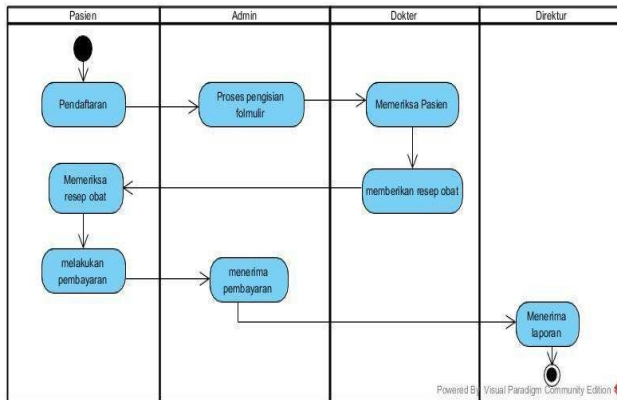 Pasien
Admin
Dokter
Direktur
Pendaftaran
Proses pengisian
folmulir
Memeriksa Pasien
Memeriksa
resep obat
memberikan resep obat
melakukan
pembayaran
menerima
pembayaran
Menerima
laporan
Powered By Visual Paradigm Community Edition